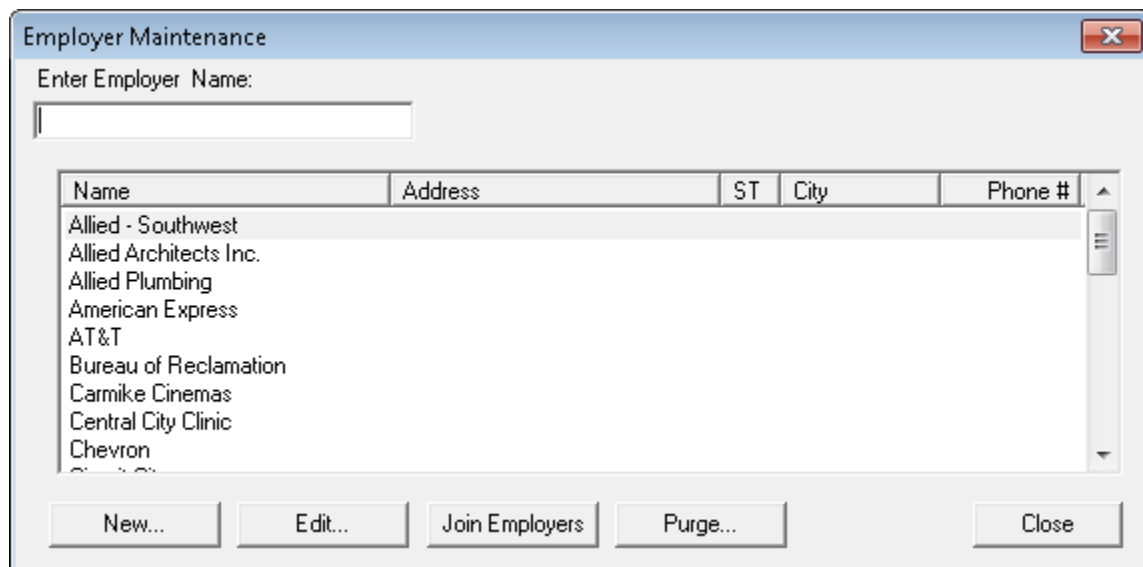 Employer Maintenance
Enter Employer Name:
Name Address ST City Phone #
Allied - Southwest
Allied Architects Inc.
Allied Plumbing
American Express
AT&T
Bureau of Reclamation
Carmike Cinemas
Central City Clinic
Chevron
New... Edit... Join Employers Purge... Close